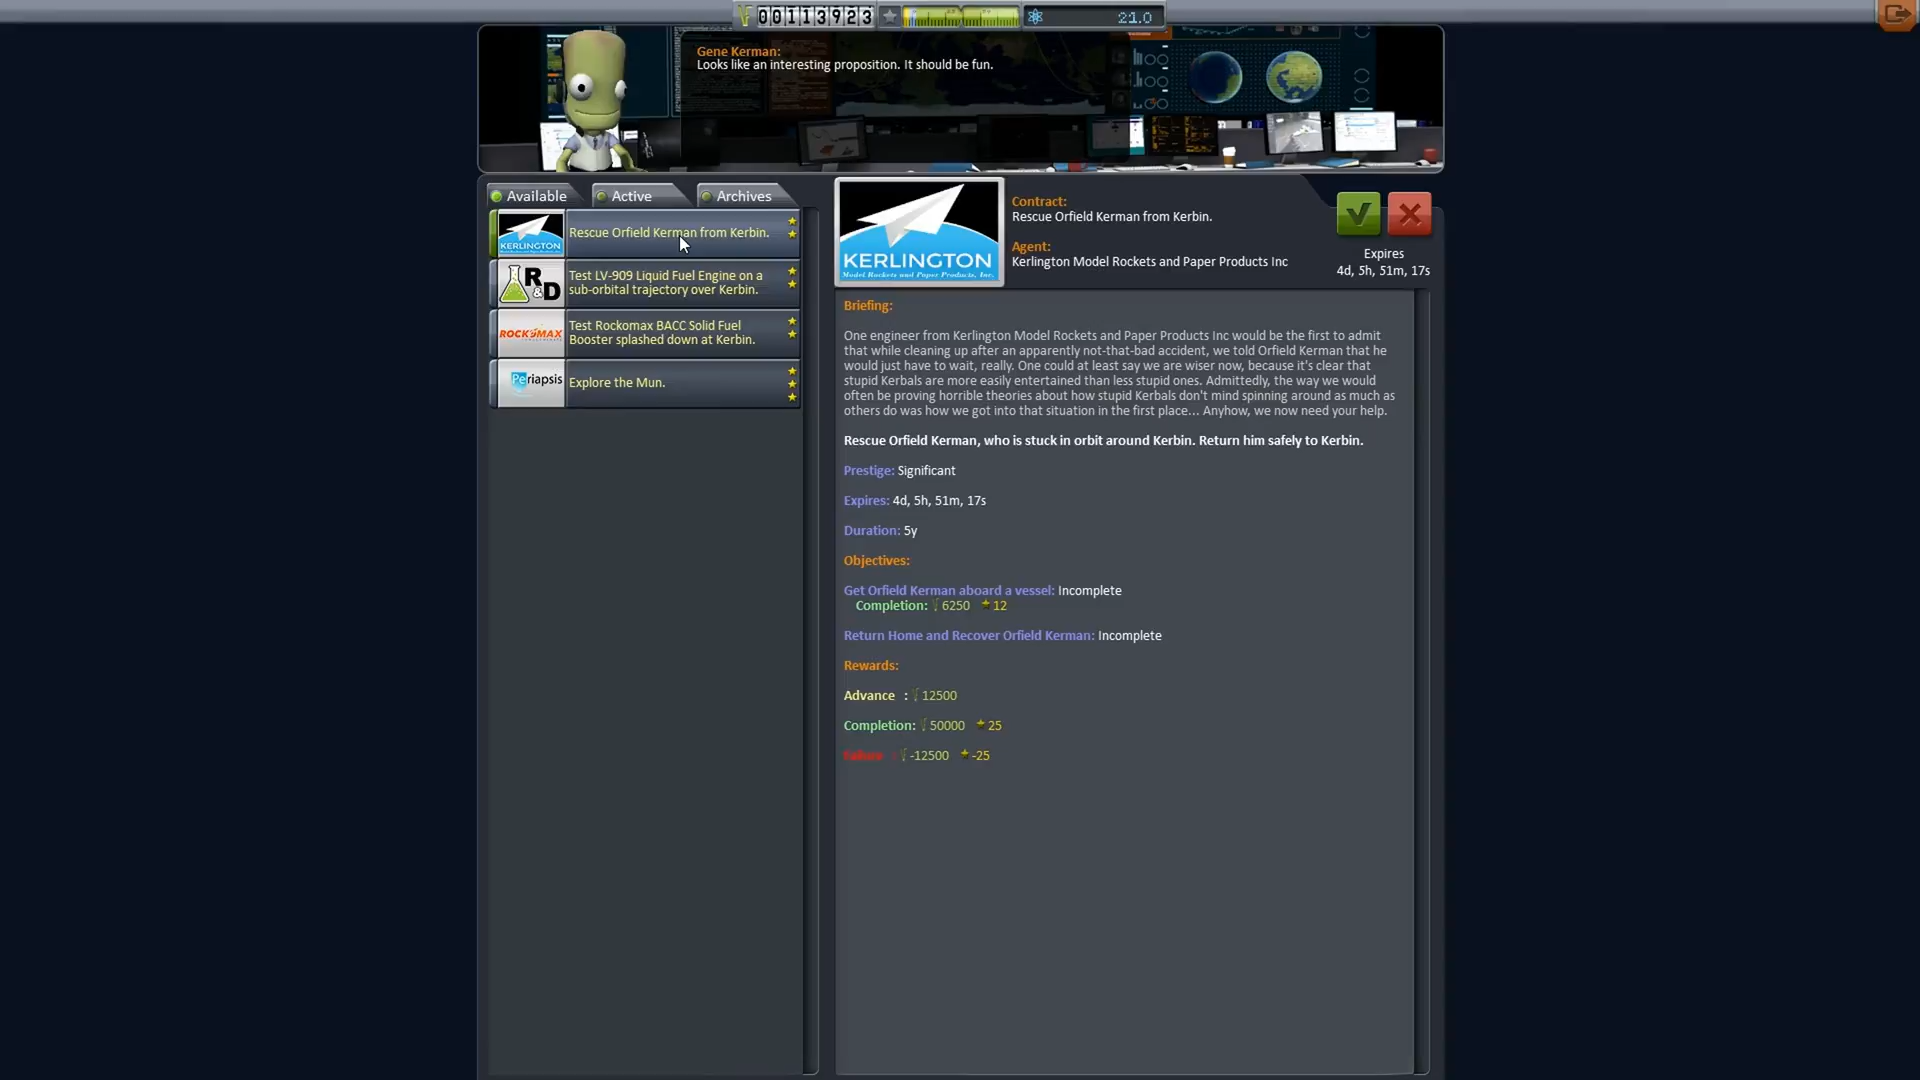 00113923
21.0
Gene Kerman:
Looks like an interesting proposition. It should be fun.
Available
Active
Archives
KERLINGTON
Rescue Orfield Kerman from Kerbin.
R&D
Test LV-909 Liquid Fuel Engine on a
sub-orbital trajectory over Kerbin.
ROCKOMAX
Test Rockomax BACC Solid Fuel
Booster splashed down at Kerbin.
Periapsis
Explore the Mun.
KERLINGTON
Model Rockets and Paper Products, Inc.
Contract:
Rescue Orfield Kerman from Kerbin.
Agent:
Kerlington Model Rockets and Paper Products Inc
Expires
4d, 5h, 51m, 17s
Briefing:
One engineer from Kerlington Model Rockets and Paper Products Inc would be the first to admit
that while cleaning up after an apparently not-that-bad accident, we told Orfield Kerman that he
would just have to wait, really. One could at least say we are wiser now, because it's clear that
stupid Kerbals are more easily entertained than less stupid ones. Admittedly, the way we would
often be proving horrible theories about how stupid Kerbals don't mind spinning around as much as
others do was how we got into that situation in the first place... Anyhow, we now need your help.
Rescue Orfield Kerman, who is stuck in orbit around Kerbin. Return him safely to Kerbin.
Prestige: Significant
Expires: 4d, 5h, 51m, 17s
Duration: 5y
Objectives:
Get Orfield Kerman aboard a vessel: Incomplete
Completion: 6250 12
Return Home and Recover Orfield Kerman: Incomplete
Rewards:
Advance : 12500
Completion: 50000 25
Failure : -12500 -25